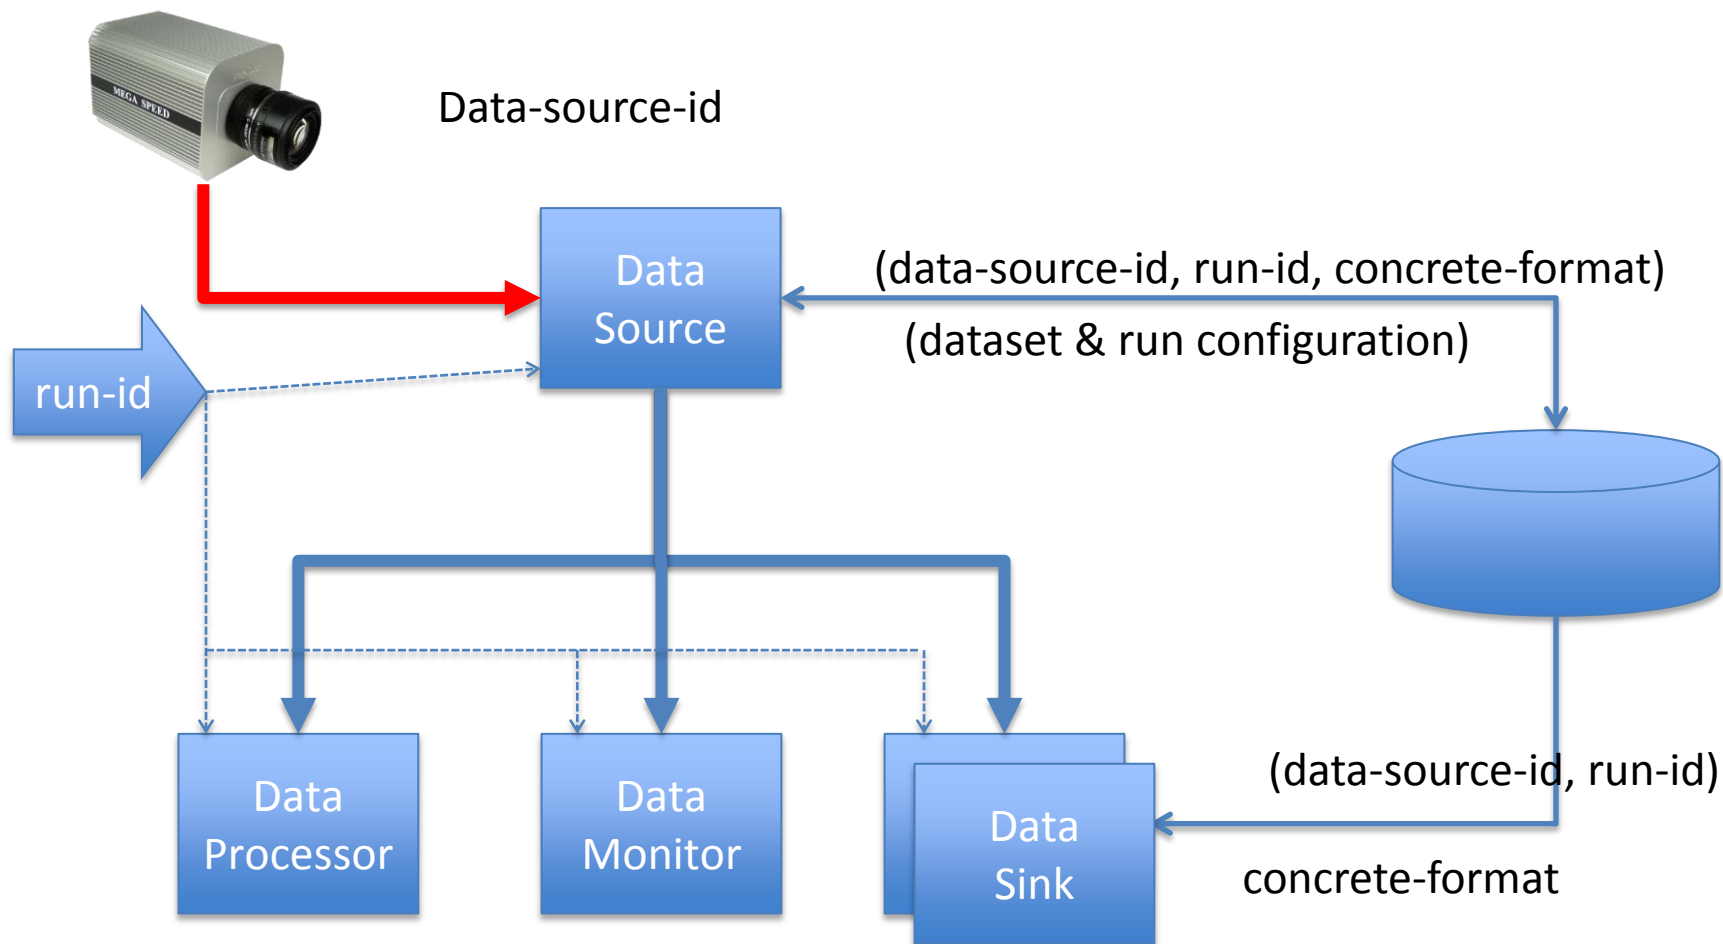 MEGA SPEED
Data-source-id
Data
Source
(data-source-id, run-id, concrete-format)
(dataset & run configuration)
run-id
Data
Processor
Data
Monitor
Data
Sink
(data-source-id, run-id)
concrete-format